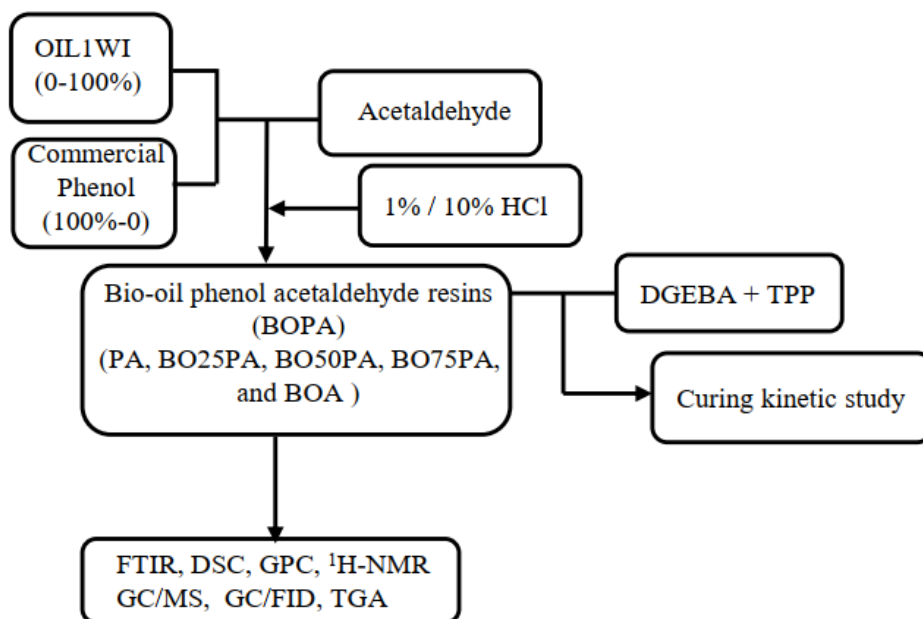 OIL1WI
(0-100%)
Commercial
Phenol
(100%-0)
Acetaldehyde
1% / 10% HCl
Bio-oil phenol acetaldehyde resins
(BOPA)
(PA, BO25PA, BO50PA, BO75PA,
and BOA )
DGEBA + TPP
Curing kinetic study
FTIR, DSC, GPC, ¹H-NMR
GC/MS, GC/FID, TGA